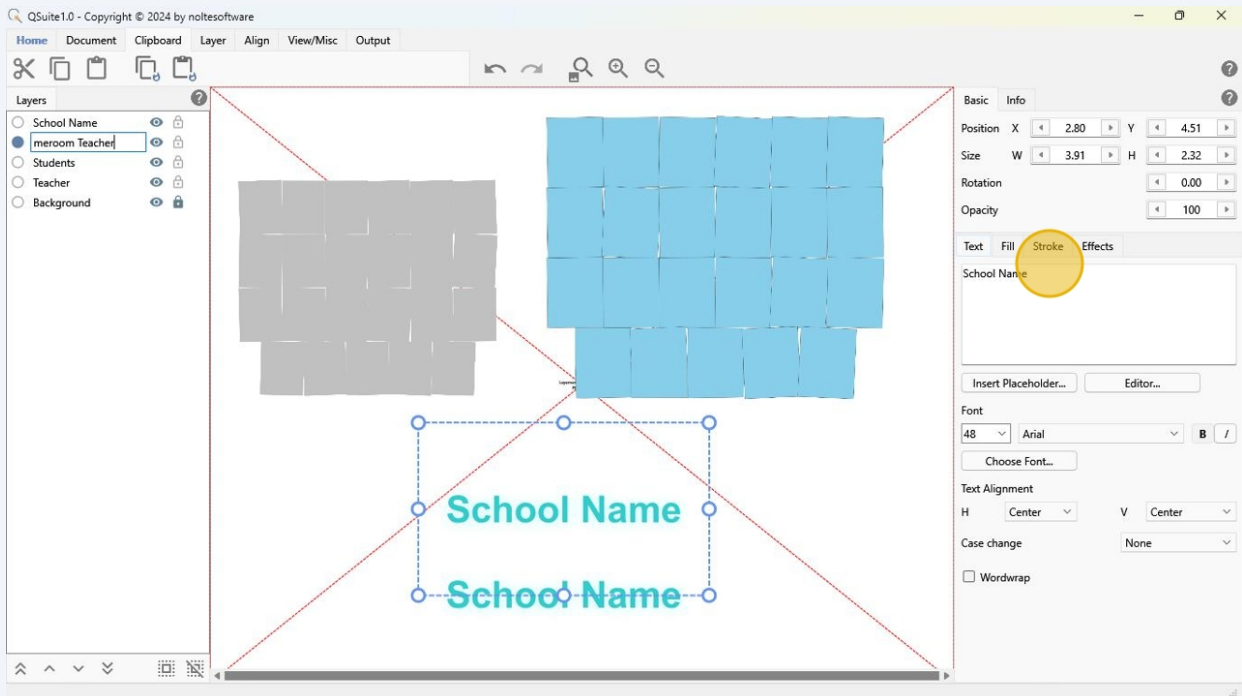 QSuite1.0 - Copyright © 2024 by noltesoftware
Home Document Clipboard Layer Align View/Misc Output
Layers
School Name
meroom Teacher
Students
Teacher
Background
School Name
School Name
Basic Info
Position X 2.80 Y 4.51
Size W 3.91 H 2.32
Rotation 0.00
Opacity 100
Text Fill Stroke Effects
School Name
Insert Placeholder... Editor...
Font
48 Arial B I
Choose Font...
Text Alignment
H Center V Center
Case change None
Wordwrap